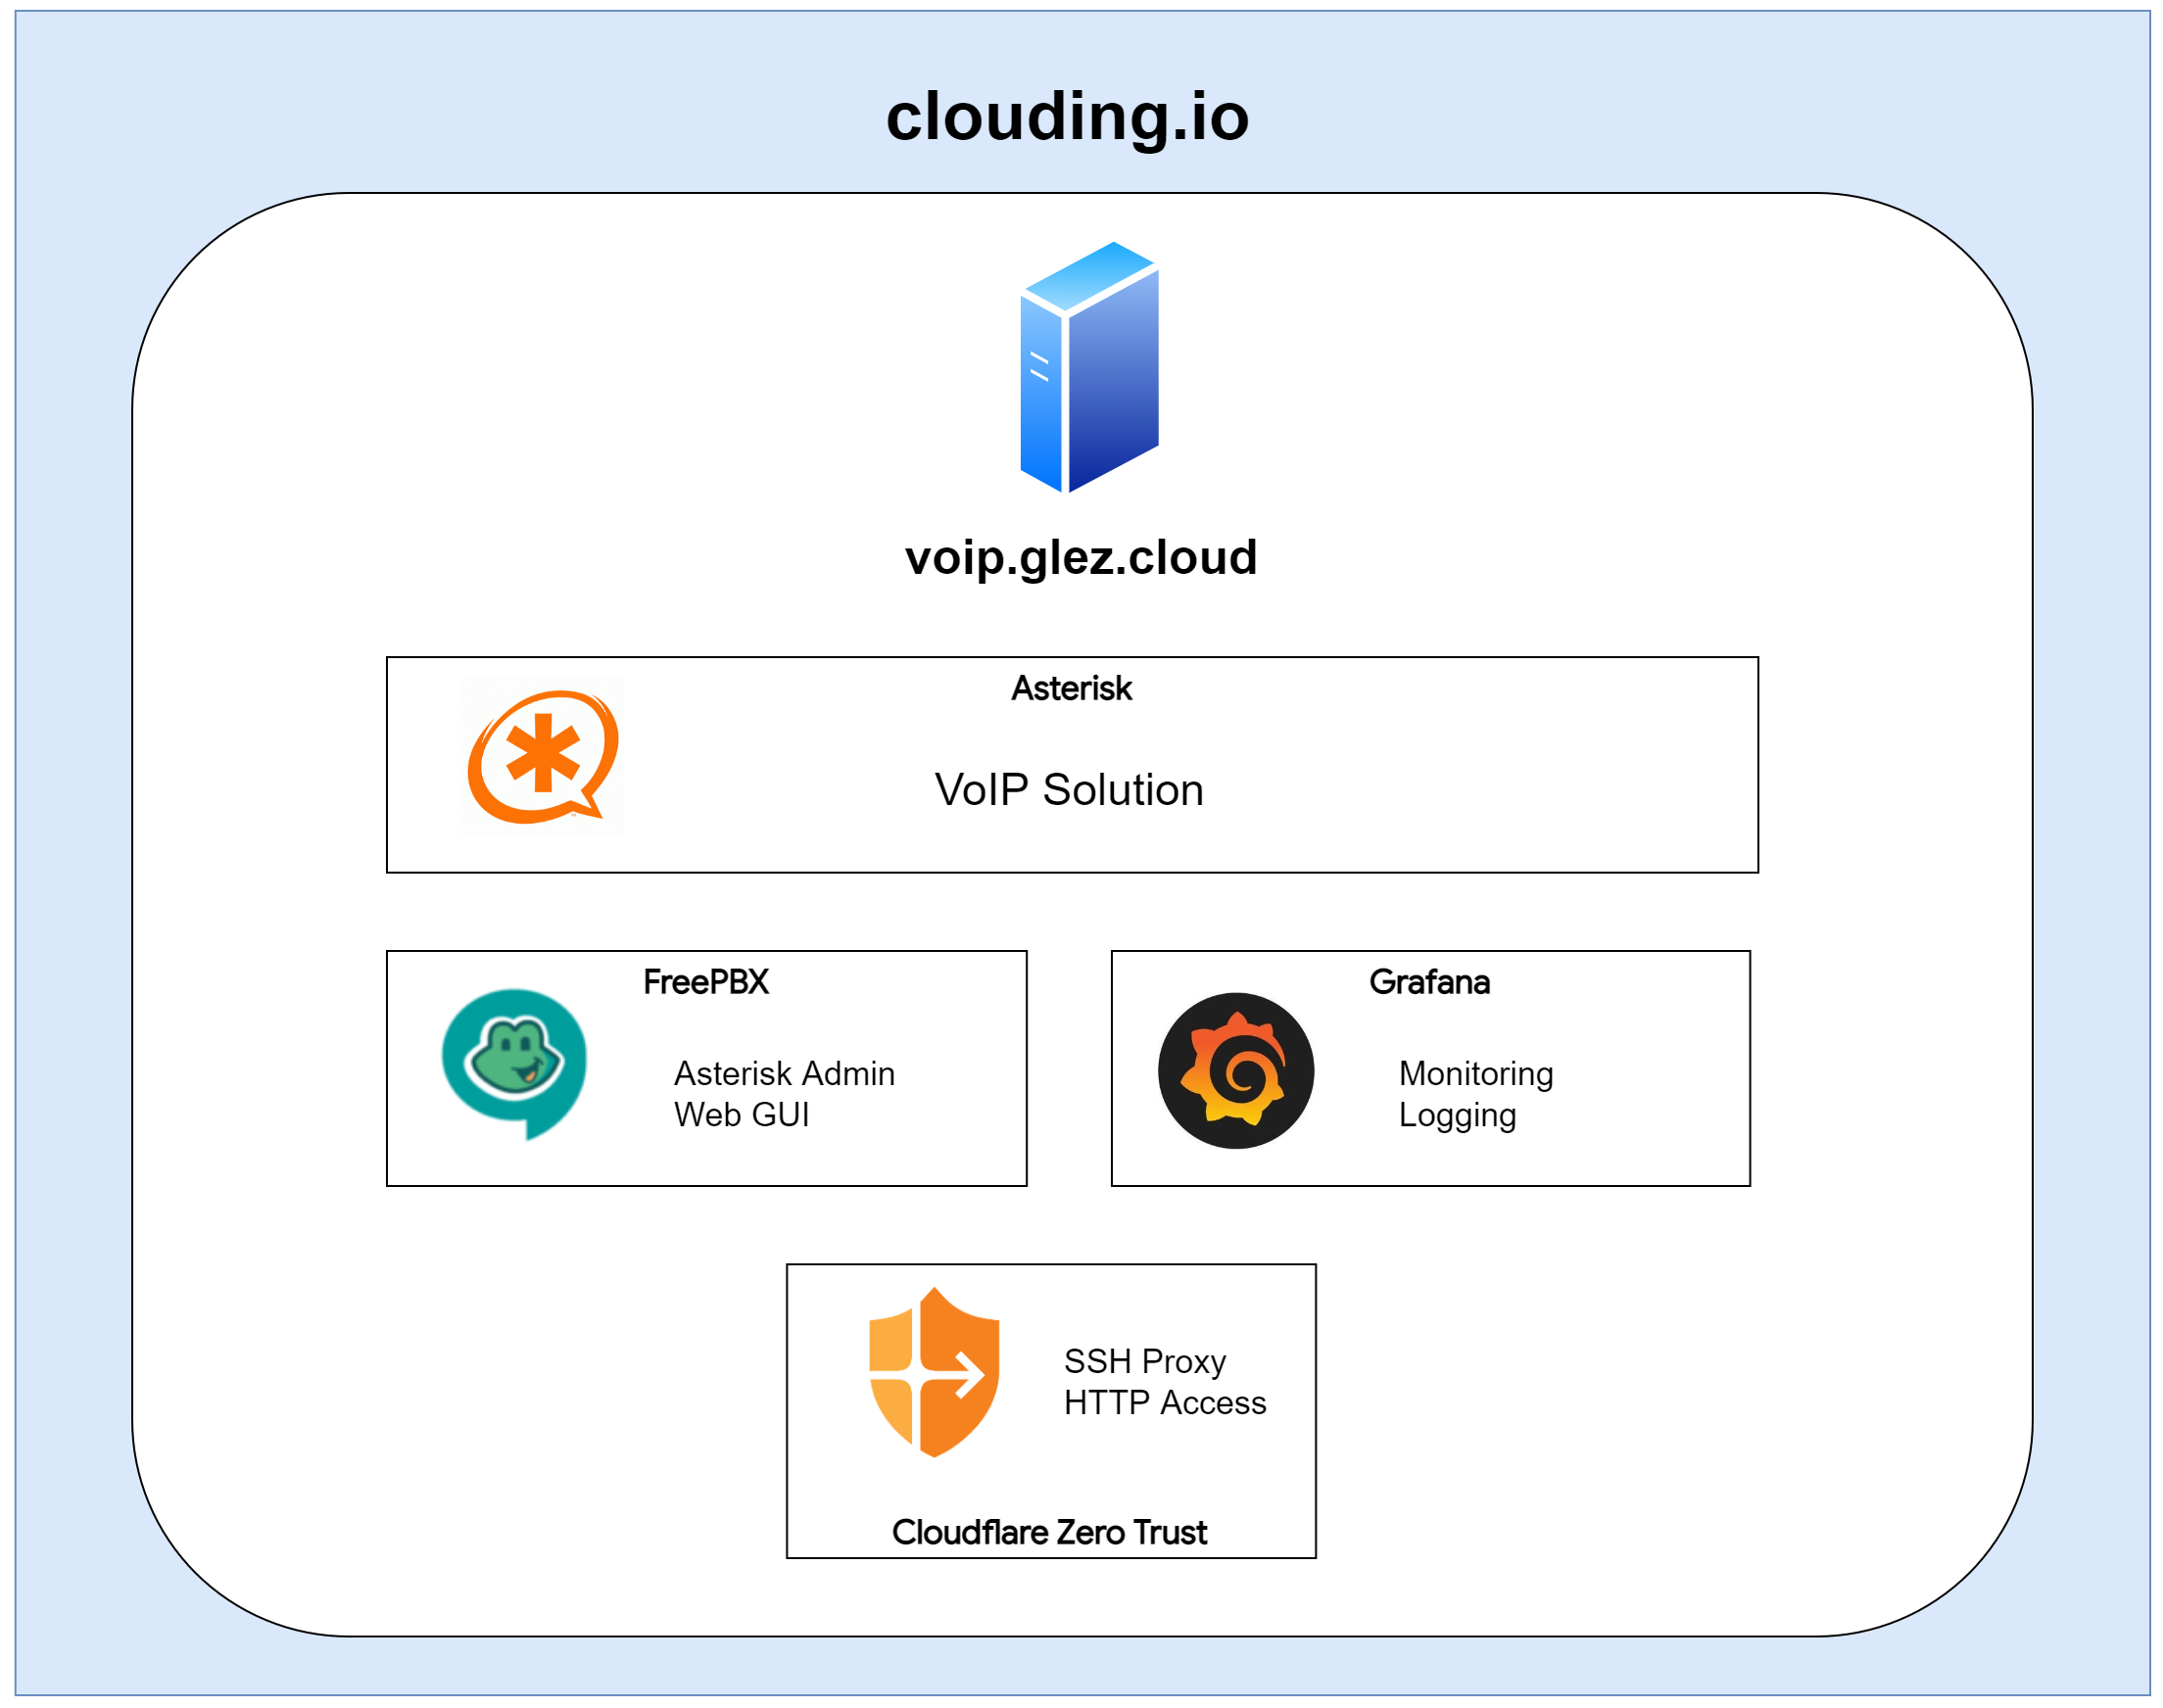 clouding.io
voip.glez.cloud
Asterisk
VoIP Solution
FreePBX
Asterisk Admin
Web GUI
Grafana
Monitoring
Logging
SSH Proxy
HTTP Access
Cloudflare Zero Trust